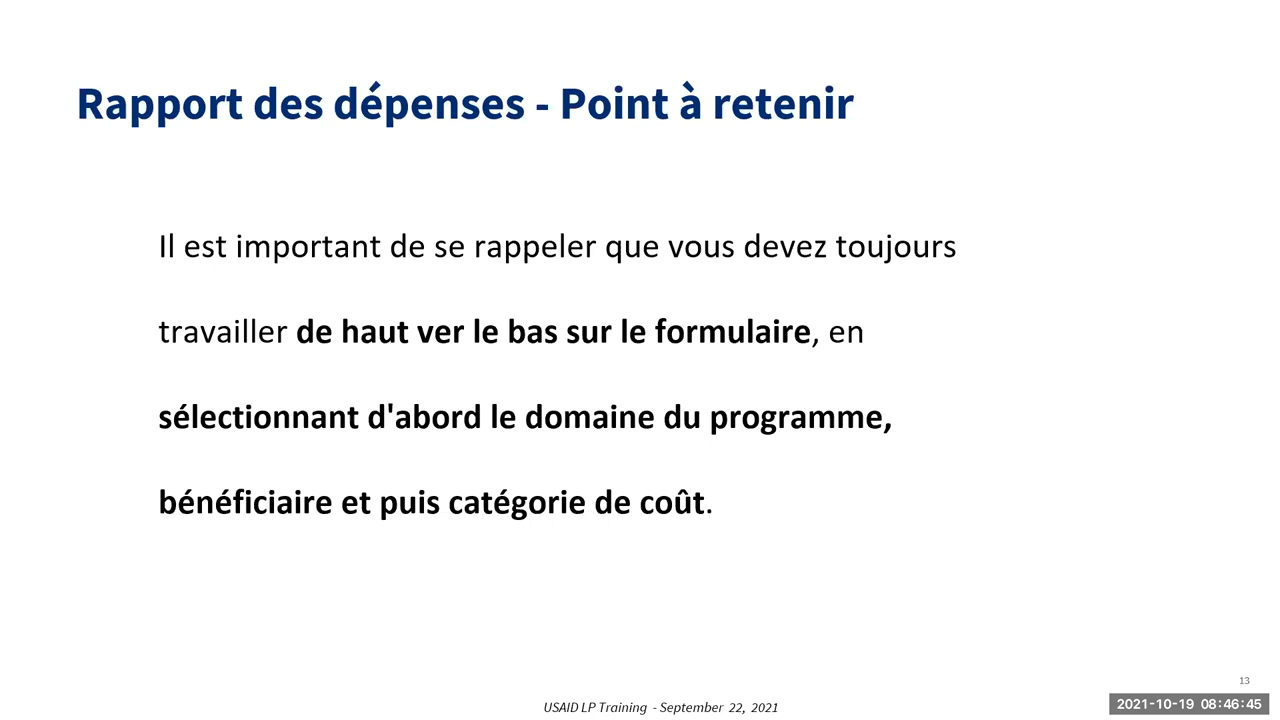 Rapport des dépenses - Point à retenir
Il est important de se rappeler que vous devez toujours
travailler de haut ver le bas sur le formulaire, en
sélectionnant d'abord le domaine du programme,
bénéficiaire et puis catégorie de coût.
13
USAID LP Training - September 22, 2021
2021-10-19 08:46:45